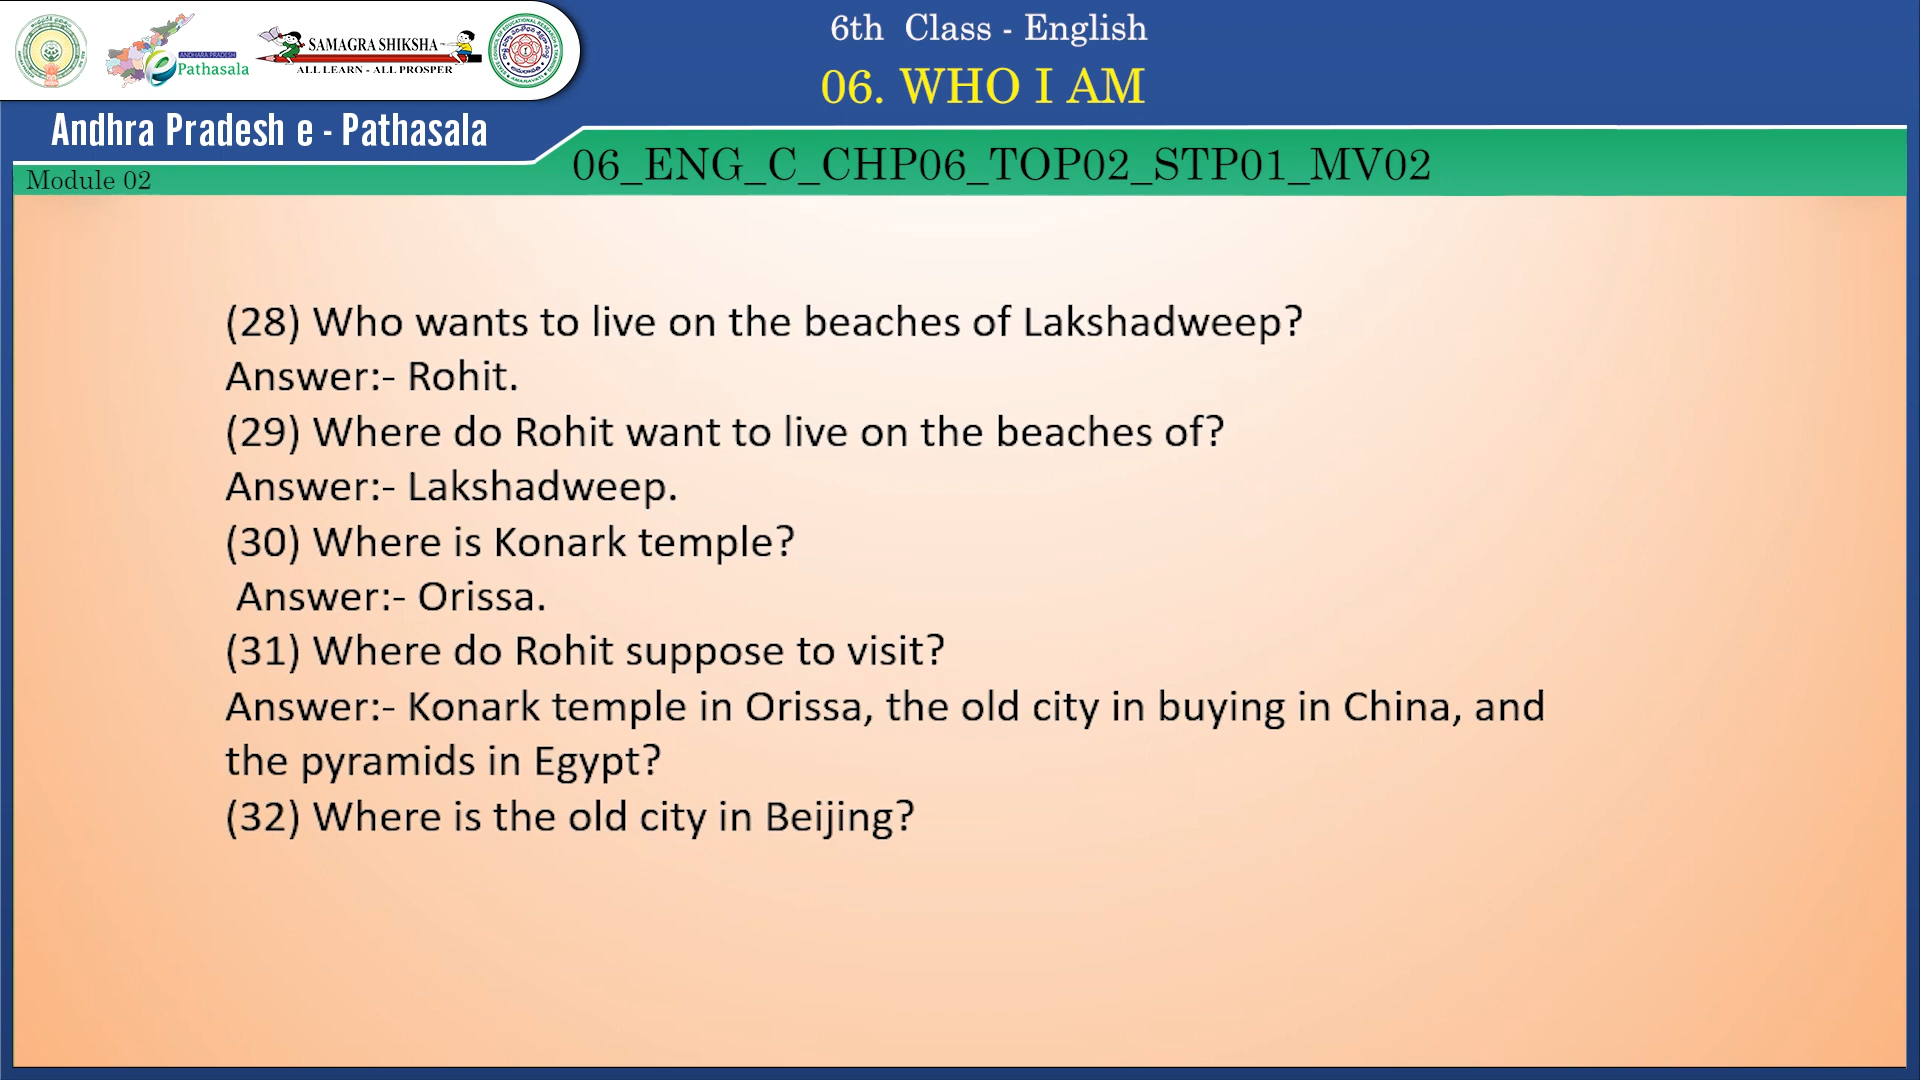 6th Class - English
06. WHO I AM
ANDHRA PRADESH
e Pathasala
SAMAGRA SHIKSHA
ALL LEARN - ALL PROSPER
Andhra Pradesh e - Pathasala
Module 02
06_ENG_C_CHP06_TOP02_STP01_MV02
(28) Who wants to live on the beaches of Lakshadweep?
Answer:- Rohit.
(29) Where do Rohit want to live on the beaches of?
Answer:- Lakshadweep.
(30) Where is Konark temple?
Answer:- Orissa.
(31) Where do Rohit suppose to visit?
Answer:- Konark temple in Orissa, the old city in buying in China, and
the pyramids in Egypt?
(32) Where is the old city in Beijing?